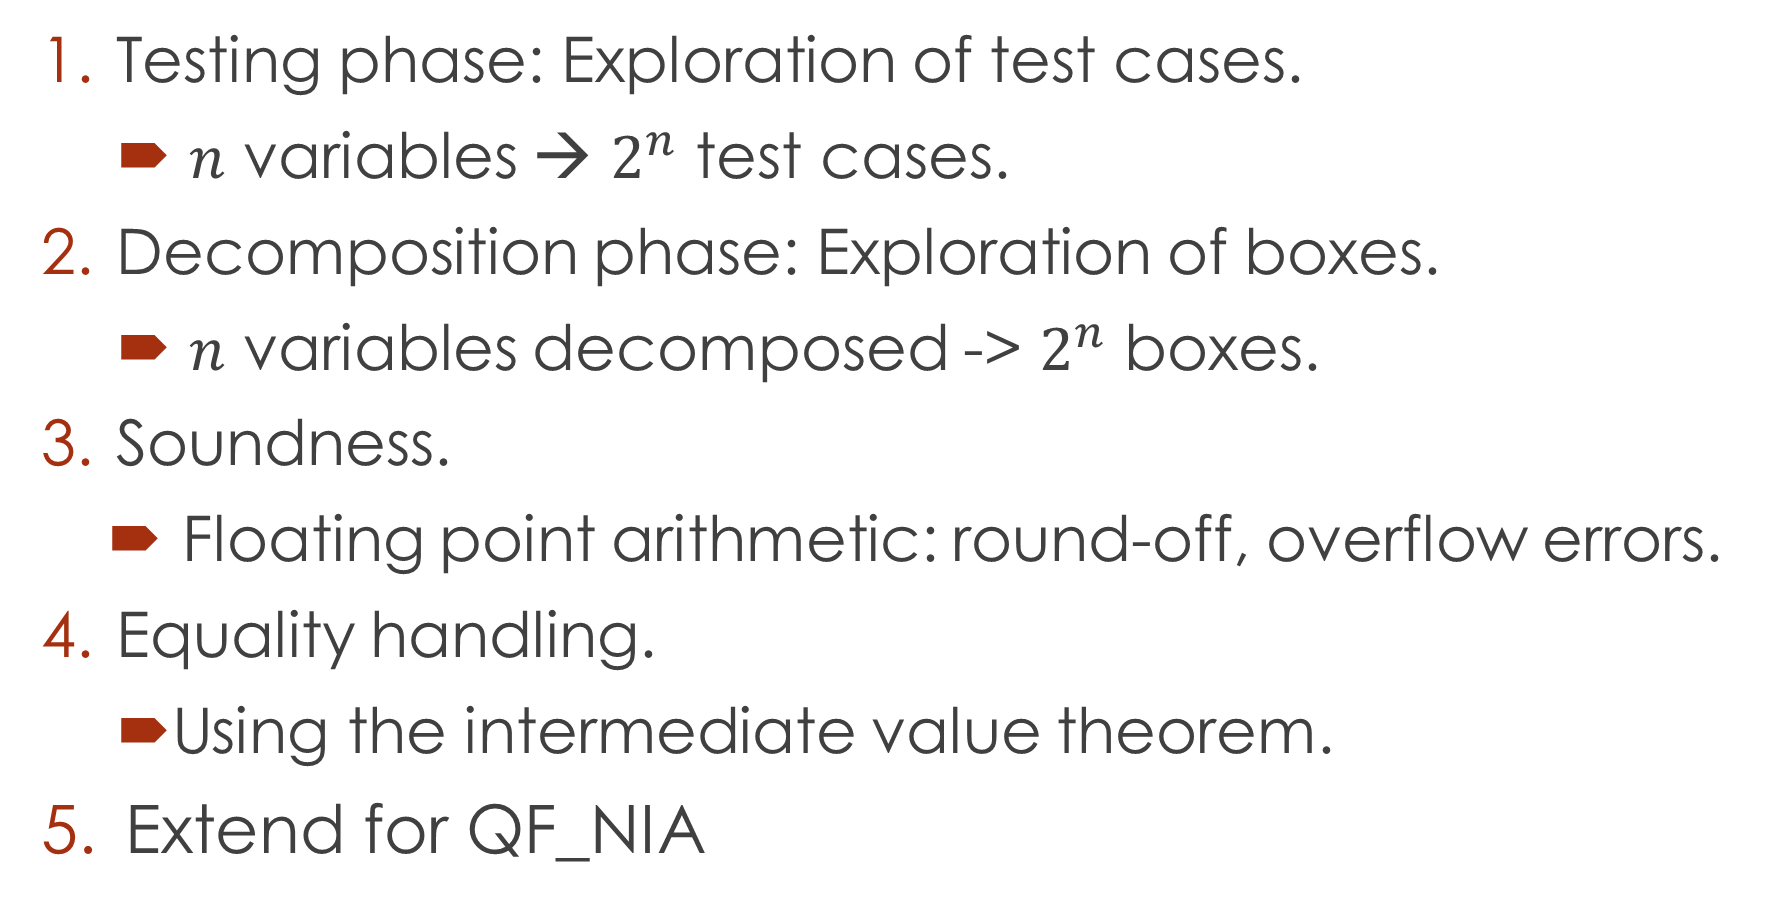 1. Testing phase: Exploration of test cases.
n variables → 2ⁿ test cases.
2. Decomposition phase: Exploration of boxes.
n variables decomposed -> 2ⁿ boxes.
3. Soundness.
Floating point arithmetic: round-off, overflow errors.
4. Equality handling.
Using the intermediate value theorem.
5. Extend for QF_NIA